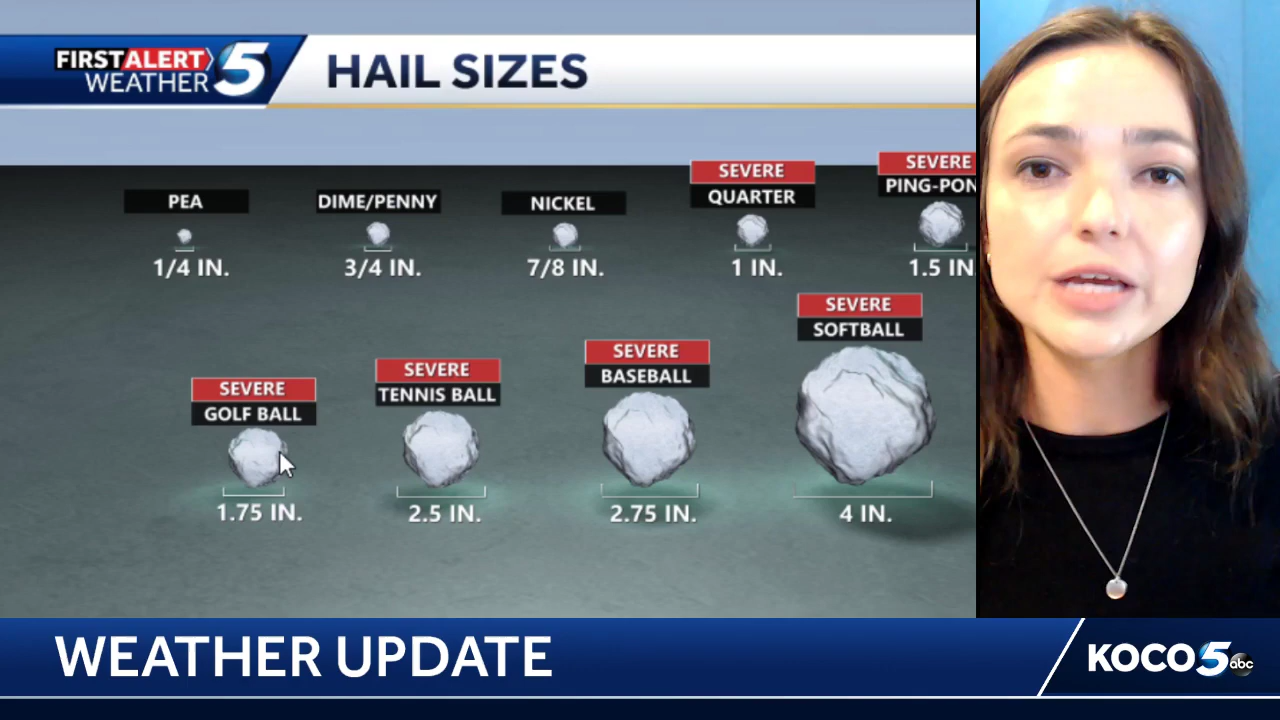 FIRST ALERT
WEATHER 5
HAIL SIZES
PEA
1/4 IN.
DIME/PENNY
3/4 IN.
NICKEL
7/8 IN.
SEVERE
QUARTER
1 IN.
SEVERE
PING-PON
1.5 IN
SEVERE
GOLF BALL
1.75 IN.
SEVERE
TENNIS BALL
2.5 IN.
SEVERE
BASEBALL
2.75 IN.
SEVERE
SOFTBALL
4 IN.
WEATHER UPDATE
KOCO 5 abc